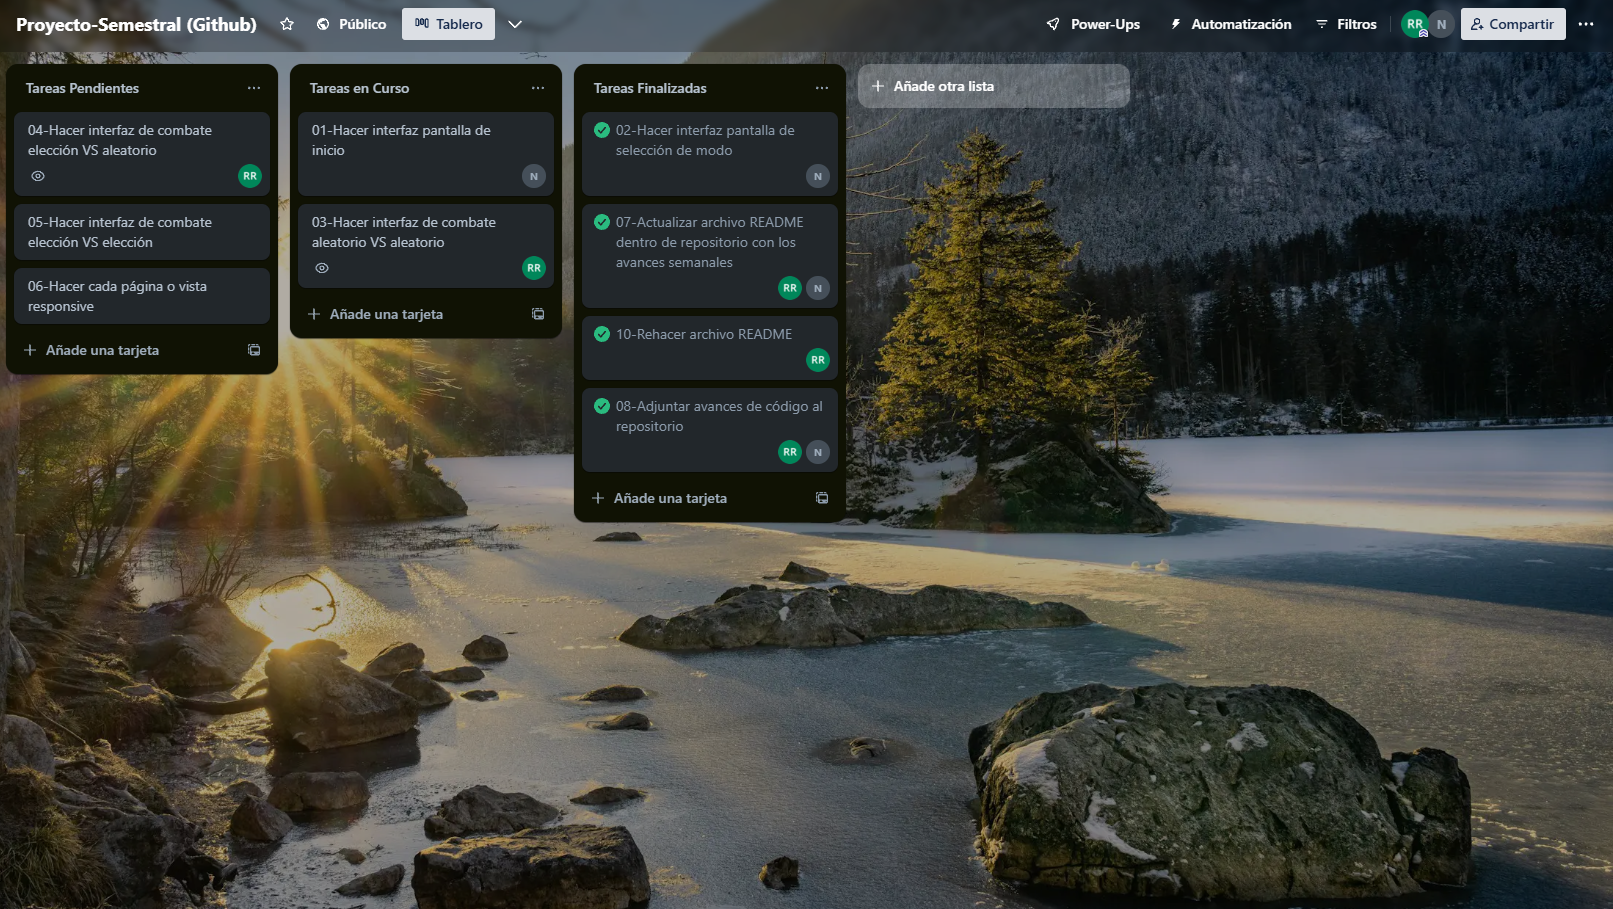 Proyecto-Semestral (Github)
Público
Tablero
Power-Ups
Automatización
Filtros
RR
N
Compartir
Tareas Pendientes
04-Hacer interfaz de combate
elección VS aleatorio
RR
05-Hacer interfaz de combate
elección VS elección
06-Hacer cada página o vista
responsive
Añade una tarjeta
Tareas en Curso
01-Hacer interfaz pantalla de
inicio
N
03-Hacer interfaz de combate
aleatorio VS aleatorio
RR
Añade una tarjeta
Tareas Finalizadas
02-Hacer interfaz pantalla de
selección de modo
N
07-Actualizar archivo README
dentro de repositorio con los
avances semanales
RR
N
10-Rehacer archivo README
RR
08-Adjuntar avances de código al
repositorio
RR
N
Añade una tarjeta
Añade otra lista